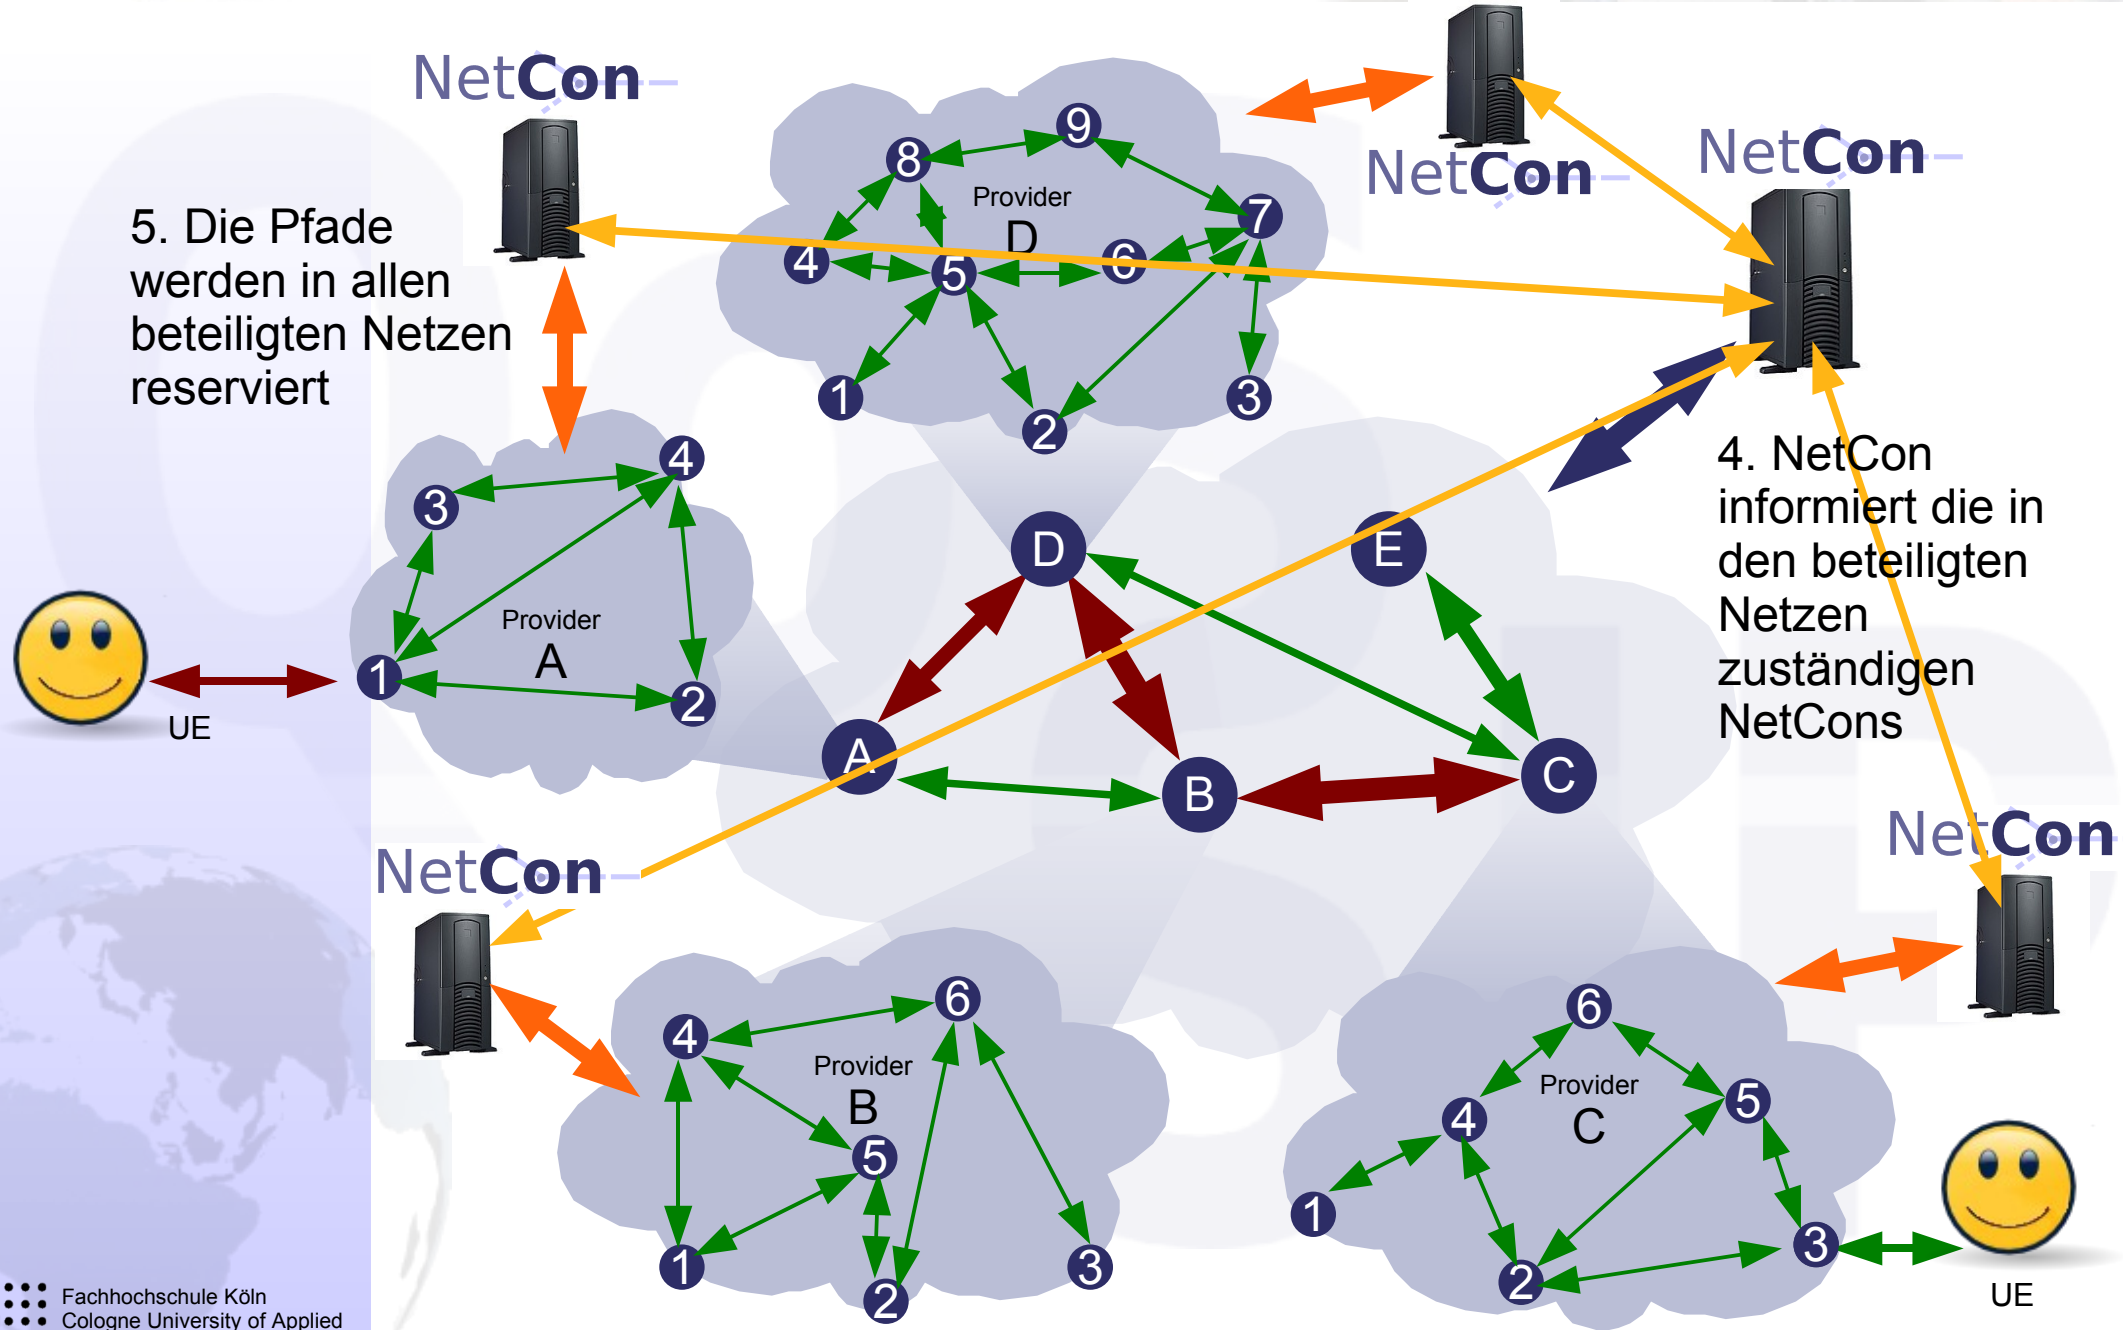 NetCon
NetCon
NetCon
5. Die Pfade
werden in allen
beteiligten Netzen
reserviert
Provider
D
9
8
7
4
5
6
1
2
3
4. NetCon
informiert die in
den beteiligten
Netzen
zuständigen
NetCons
4
3
Provider
A
1
2
UE
D
E
A
B
C
NetCon
NetCon
6
4
Provider
B
5
1
2
3
6
Provider
C
5
4
1
3
2
UE
Fachhochschule Köln
Cologne University of Applied